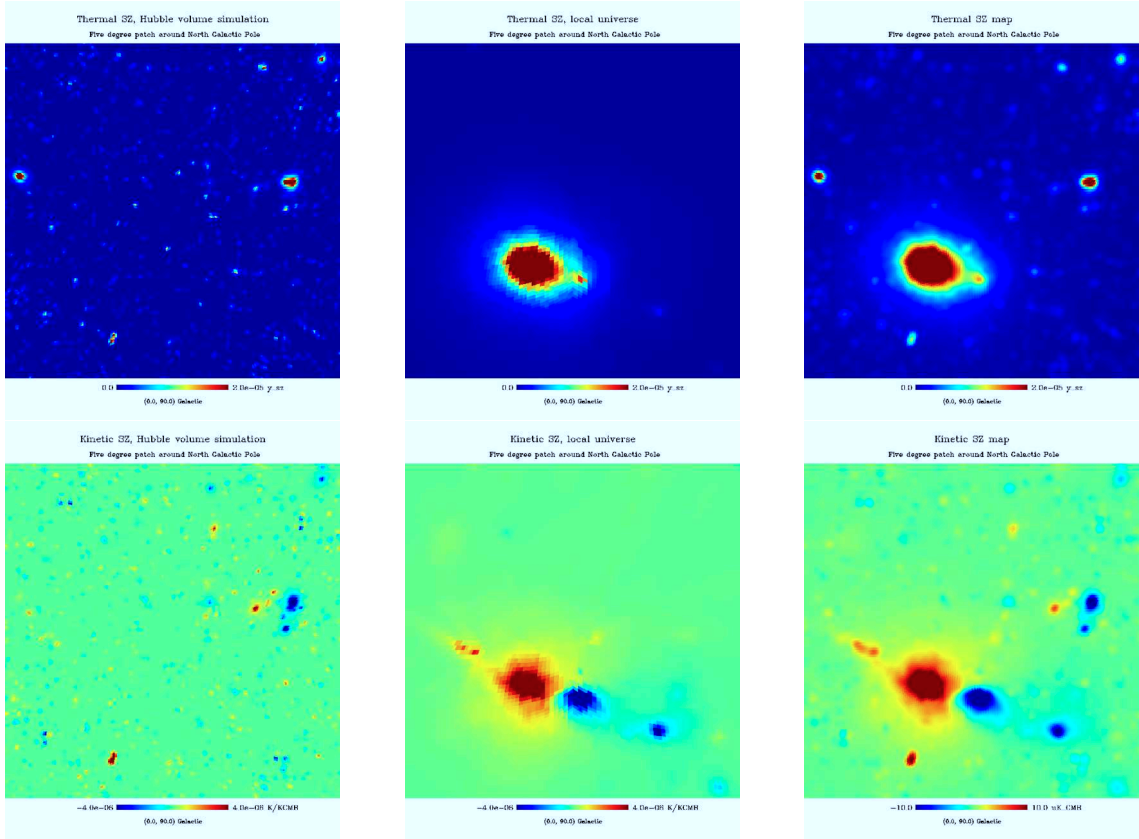 Thermal SZ, Hubble volume simulation
Five degree patch around North Galactic Pole
0.0 2.0e-05 y_sz
(0.0, 90.0) Galactic
Thermal SZ, local universe
Five degree patch around North Galactic Pole
0.0 2.0e-05 y_sz
(0.0, 90.0) Galactic
Thermal SZ map
Five degree patch around North Galactic Pole
0.0 2.0e-05 y_sz
(0.0, 90.0) Galactic
Kinetic SZ, Hubble volume simulation
Five degree patch around North Galactic Pole
-4.0e-06 4.0e-06 K/KCMB
(0.0, 90.0) Galactic
Kinetic SZ, local universe
Five degree patch around North Galactic Pole
-4.0e-06 4.0e-06 K/KCMB
(0.0, 90.0) Galactic
Kinetic SZ map
Five degree patch around North Galactic Pole
-10.0 10.0 uK_CMB
(0.0, 90.0) Galactic